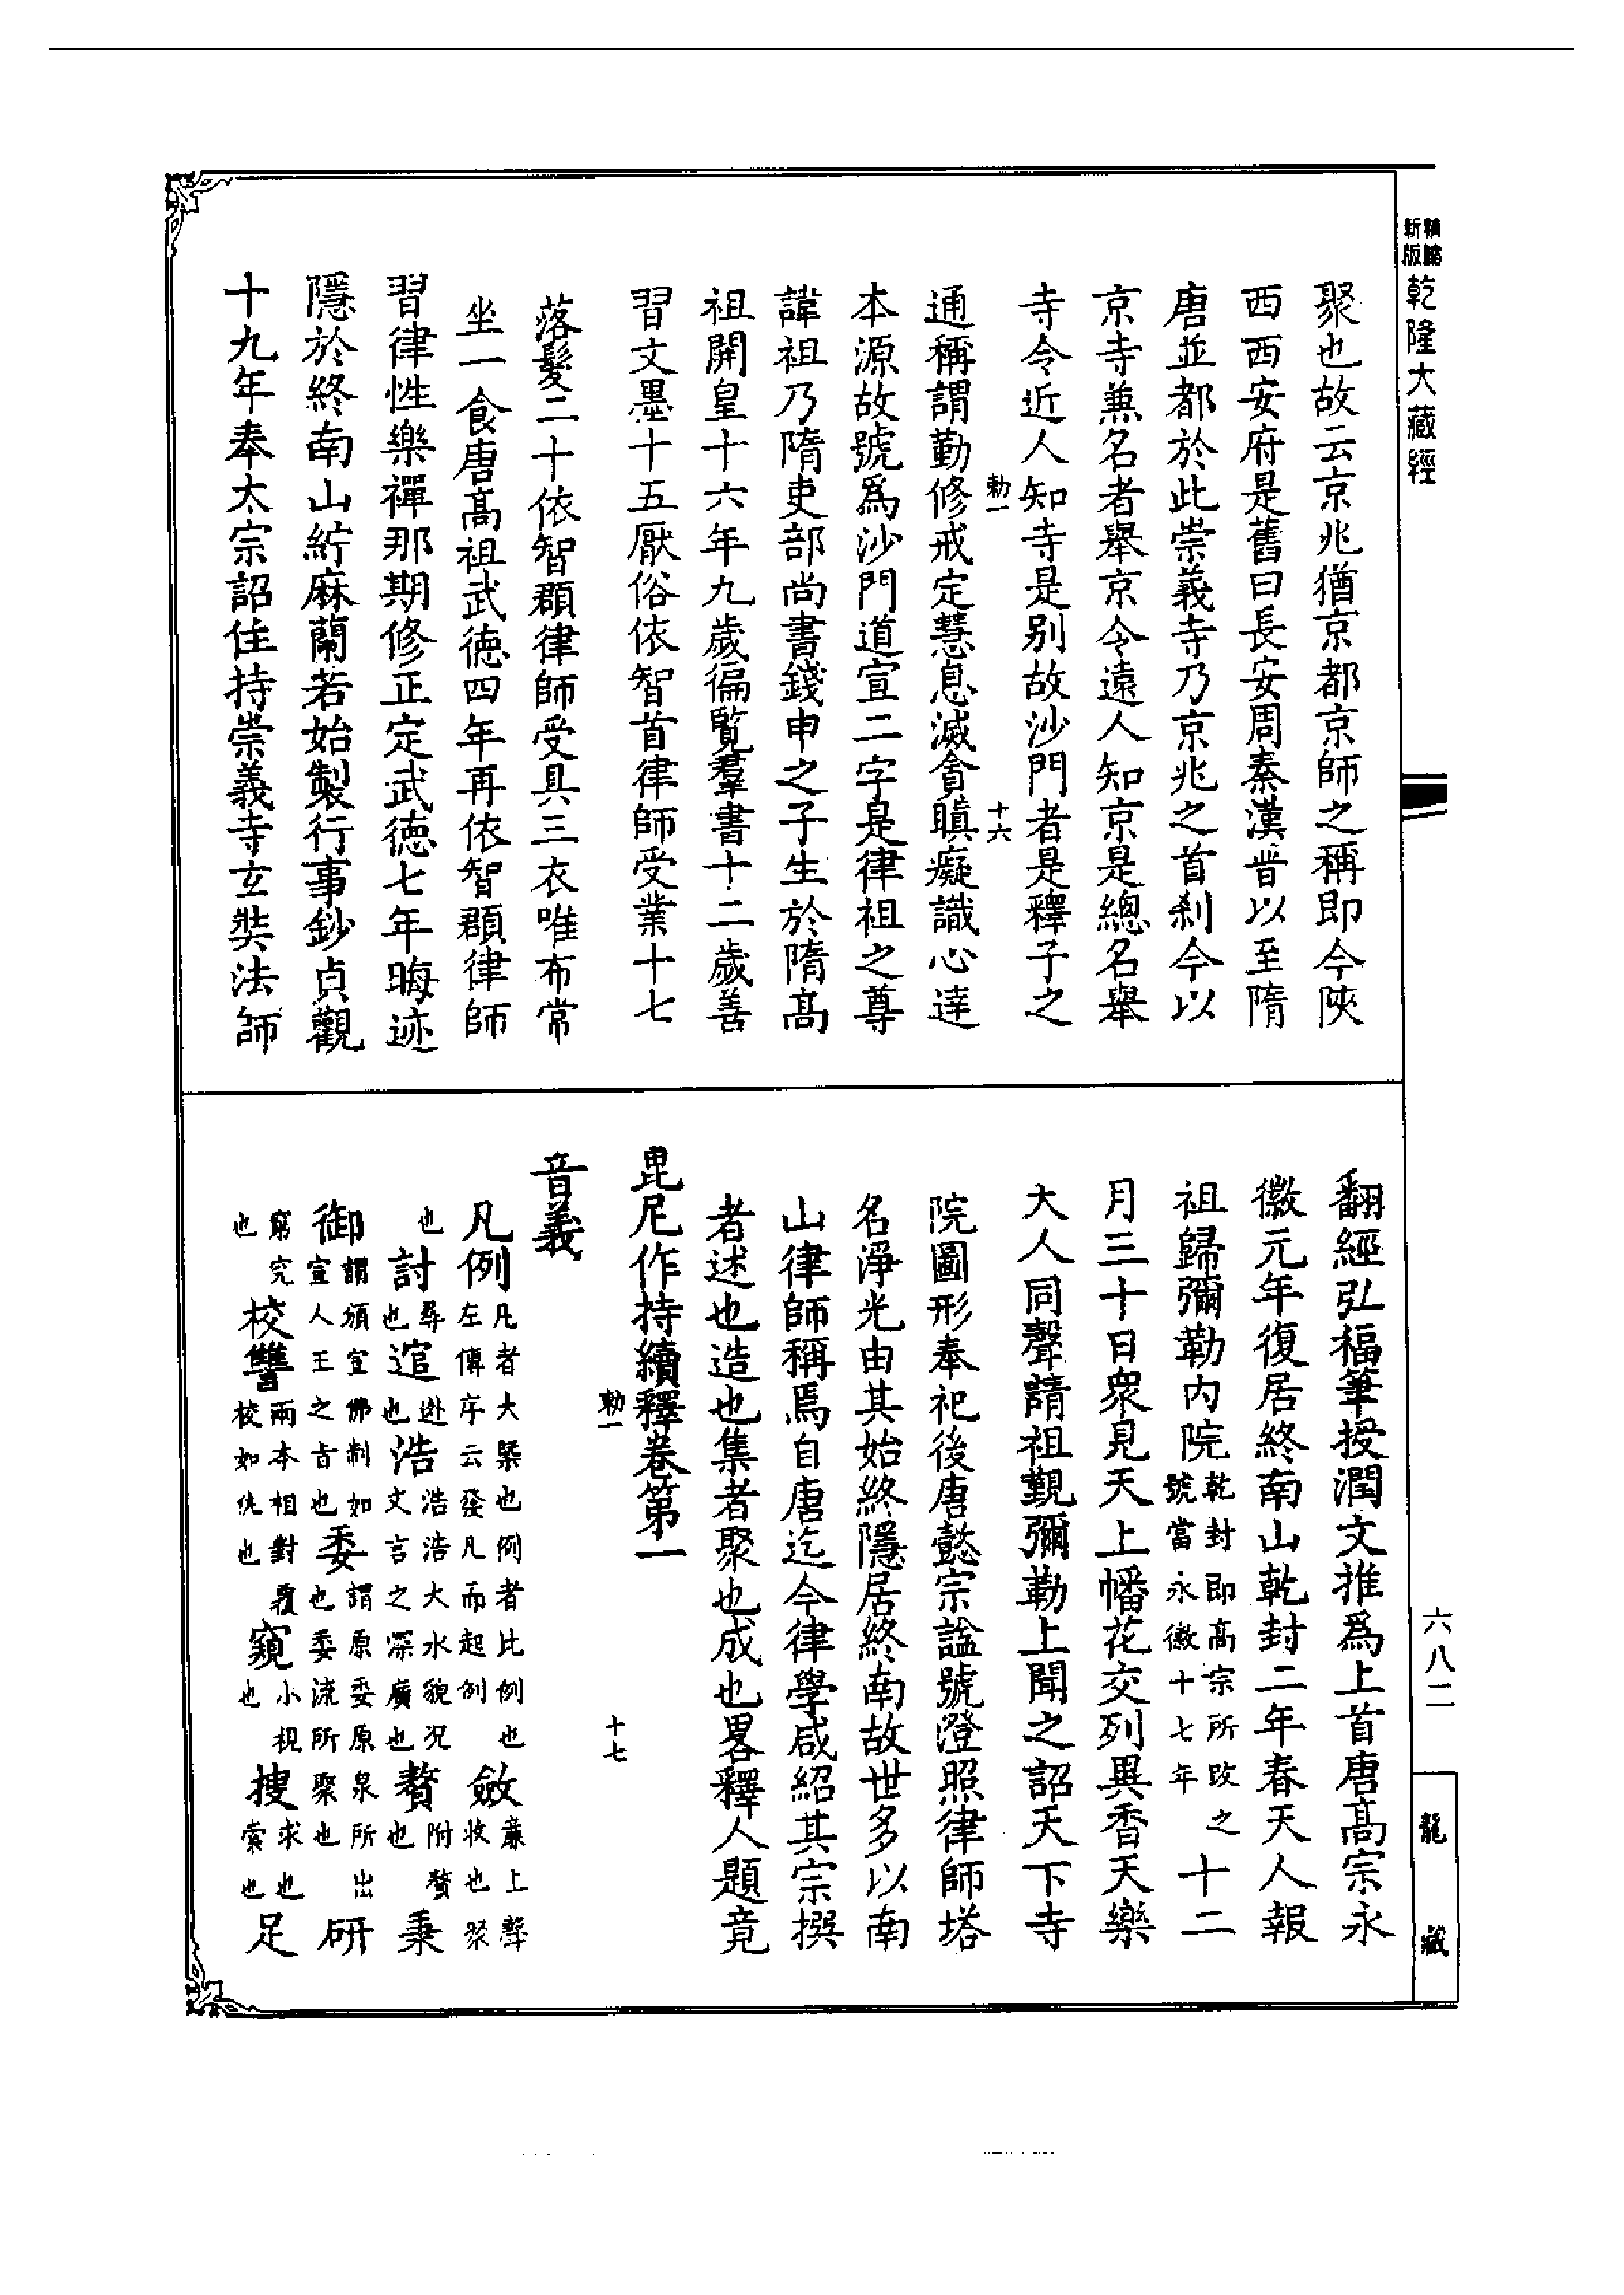 精縮新版
乾隆大藏經
聚也故云京兆猶京都京師之稱即今陝
西西安府是舊曰長安周秦漢晉以至隋
唐並都於此崇義寺乃京兆之首刹今以
京寺兼名者舉京令遠人知京是總名舉
寺令近人知寺是別故沙門者是釋子之
勅一
十六
通稱謂勤修戒定慧息滅貪瞋癡識心達
本源故號爲沙門道宣二字是律祖之尊
諱祖乃隋吏部尚書錢申之子生於隋高
祖開皇十六年九歲徧覽羣書十二歲善
習文墨十五厭俗依智首律師受業十七
落髮二十依智頵律師受具三衣唯布常
坐一食唐高祖武德四年再依智頵律師
習律性樂禪那期修正定武德七年晦迹
隱於終南山紵麻蘭若始製行事鈔貞觀
十九年奉太宗詔住持崇義寺玄奘法師
翻經弘福筆授潤文推爲上首唐高宗永
徽元年復居終南山乾封二年春天人報
祖歸彌勒內院乾封即高宗所改之號當永徽十七年十二
月三十日衆見天上幡花交列異香天樂
大人同聲請祖覲彌勒上聞之詔天下寺
院圖形奉祀後唐懿宗諡號澄照律師塔
名淨光由其始終隱居終南故世多以南
山律師稱焉自唐迄今律學咸紹其宗撰
者述也造也集者聚也成也畧釋人題竟
毘尼作持續釋卷第一
勅一
十七
音義
凡例凡者大槩也例者比例也左傳序云發凡而起例斂廉上聲收也聚
也討尋也逭逃也浩浩浩大水貌況文言之深廣也贅附贅也秉
御謂頒宣佛制如宣人王之旨也委謂原委原泉所出也委流所聚也研
窮究也校讐兩本相對覆校如仇也窺小視也搜求也索也足
六八二
龍藏